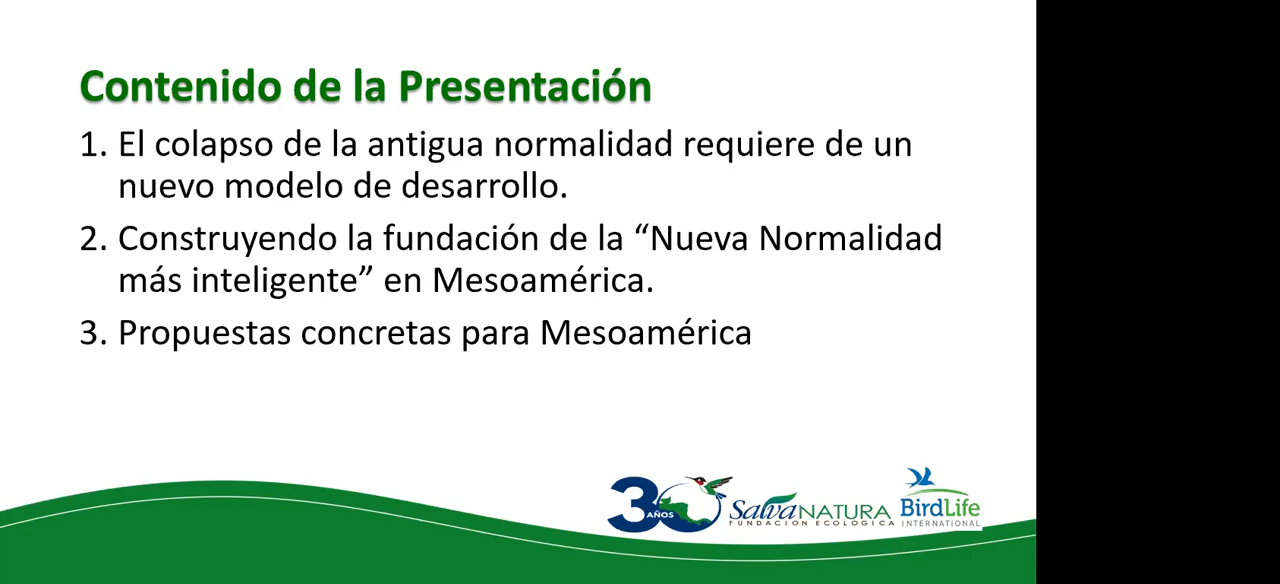 Contenido de la Presentación
1. El colapso de la antigua normalidad requiere de un
nuevo modelo de desarrollo.
2. Construyendo la fundación de la “Nueva Normalidad
más inteligente” en Mesoamérica.
3. Propuestas concretas para Mesoamérica
30 AÑOS
SalvaNATURA
FUNDACIÓN ECOLÓGICA
BirdLife
INTERNATIONAL